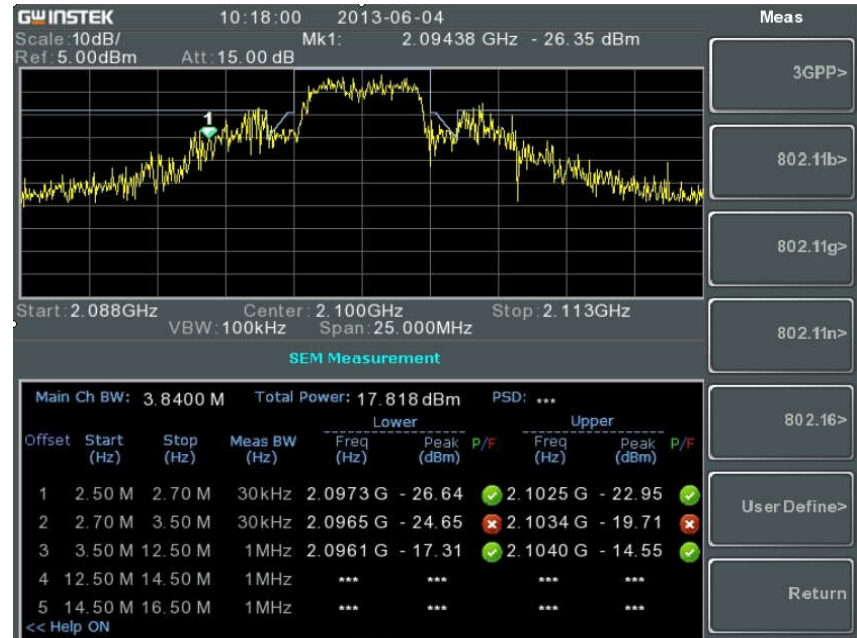 GWINSTEK 10:18:00 2013-06-04 Meas
Scale:10dB/ Mk1: 2.09438 GHz - 26.35 dBm
Ref:5.00dBm Att:15.00 dB
3GPP>
1
802.11b>
802.11g>
Start:2.088GHz Center:2.100GHz Stop:2.113GHz
VBW:100kHz Span:25.000MHz
802.11n>
SEM Measurement
Main Ch BW: 3.8400 M Total Power: 17.818 dBm PSD: ***
Lower Upper
802.16>
Offset Start Stop Meas BW Freq Peak P/F Freq Peak P/F
(Hz) (Hz) (Hz) (Hz) (dBm) (Hz) (dBm)
1 2.50 M 2.70 M 30kHz 2.0973 G - 26.64 2.1025 G - 22.95
User Define>
2 2.70 M 3.50 M 30kHz 2.0965 G - 24.65 2.1034 G - 19.71
3 3.50 M 12.50 M 1MHz 2.0961 G - 17.31 2.1040 G - 14.55
4 12.50 M 14.50 M 1MHz *** *** *** ***
Return
5 14.50 M 16.50 M 1MHz *** *** *** ***
<< Help ON